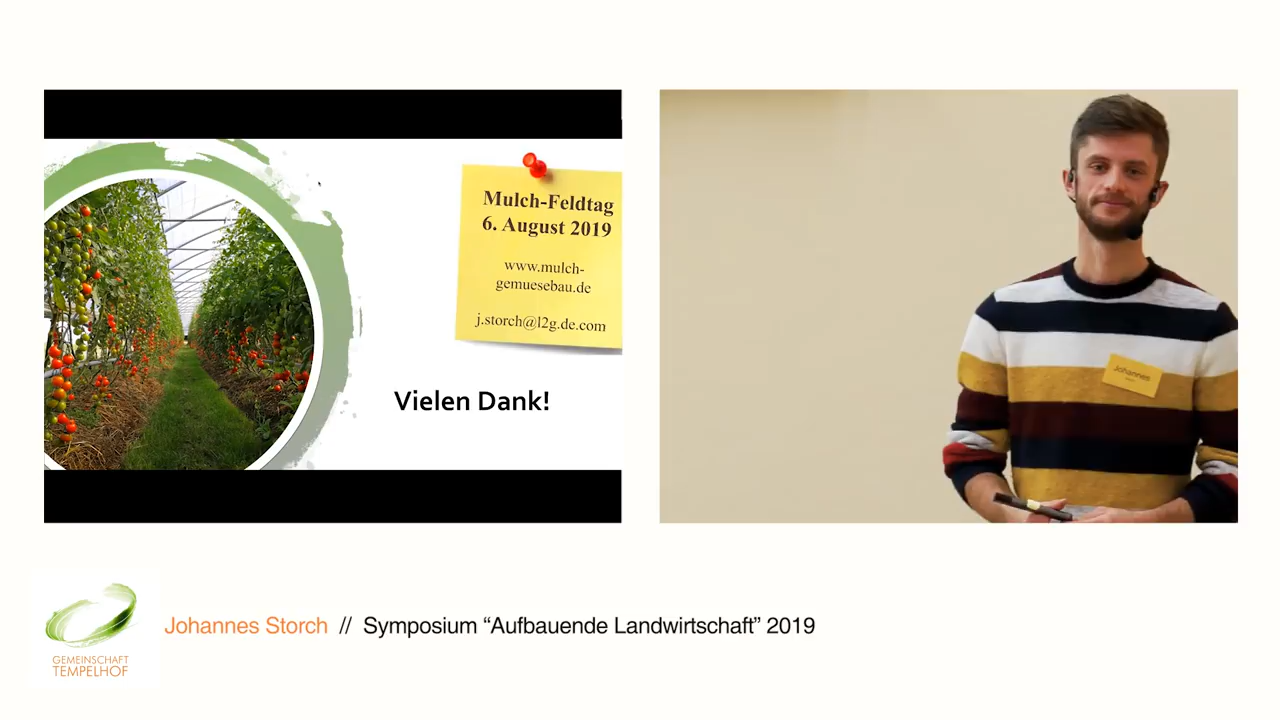 Mulch-Feldtag
6. August 2019
www.mulch-
gemuesebau.de
j.storch@l2g.de.com
Vielen Dank!
Johannes
GEMEINSCHAFT
TEMPELHOF
Johannes Storch // Symposium “Aufbauende Landwirtschaft” 2019